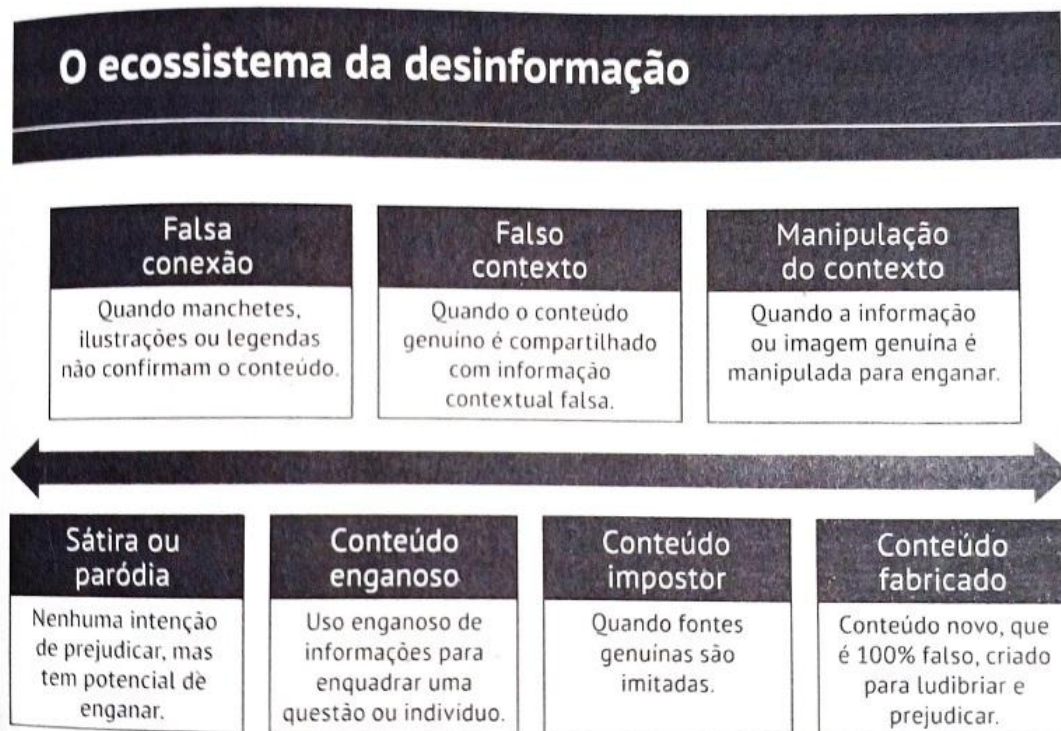 O ecossistema da desinformação
Falsa
conexão
Quando manchetes,
ilustrações ou legendas
não confirmam o conteúdo.
Falso
contexto
Quando o conteúdo
genuíno é compartilhado
com informação
contextual falsa.
Manipulação
do contexto
Quando a informação
ou imagem genuína é
manipulada para enganar.
Sátira ou
paródia
Nenhuma intenção
de prejudicar, mas
tem potencial de
enganar.
Conteúdo
enganoso
Uso enganoso de
informações para
enquadrar uma
questão ou indivíduo.
Conteúdo
impostor
Quando fontes
genuínas são
imitadas.
Conteúdo
fabricado
Conteúdo novo, que
é 100% falso, criado
para ludibriar e
prejudicar.